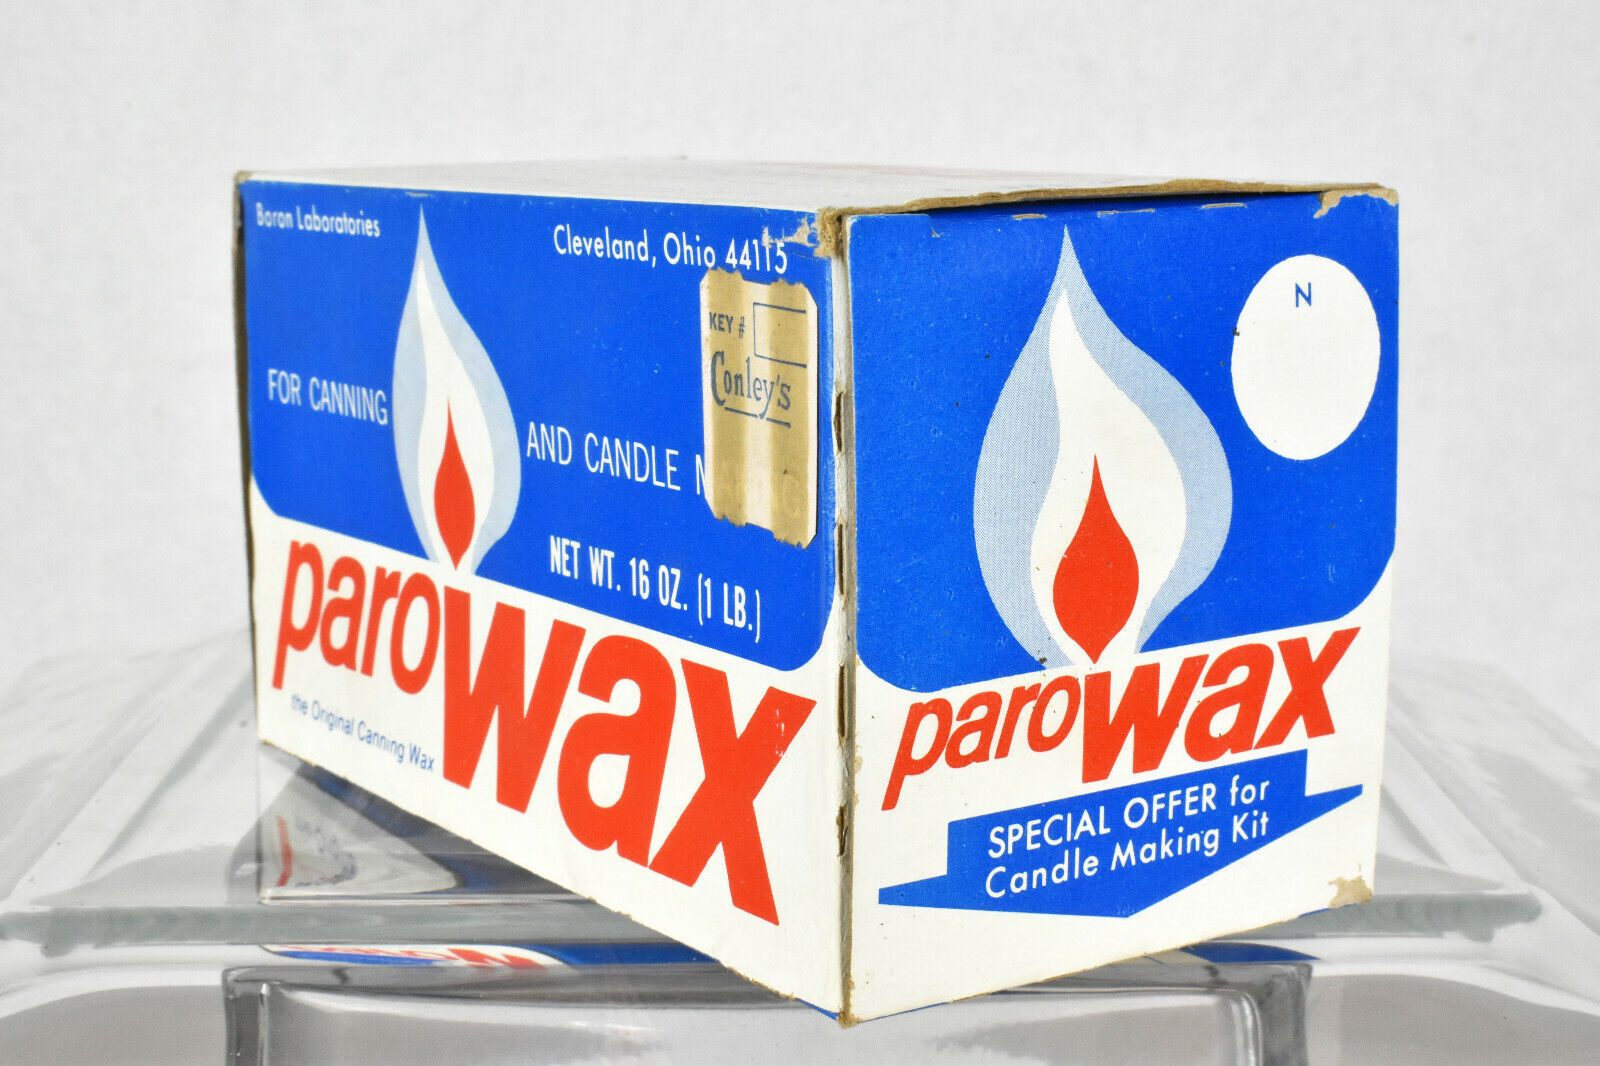 Boron Laboratories
Cleveland, Ohio 44115
KEY #
Conley's
FOR CANNING
AND CANDLE
NET WT. 16 OZ. (1 LB.)
parowax
the Original Canning Wax
N
parowax
SPECIAL OFFER for
Candle Making Kit